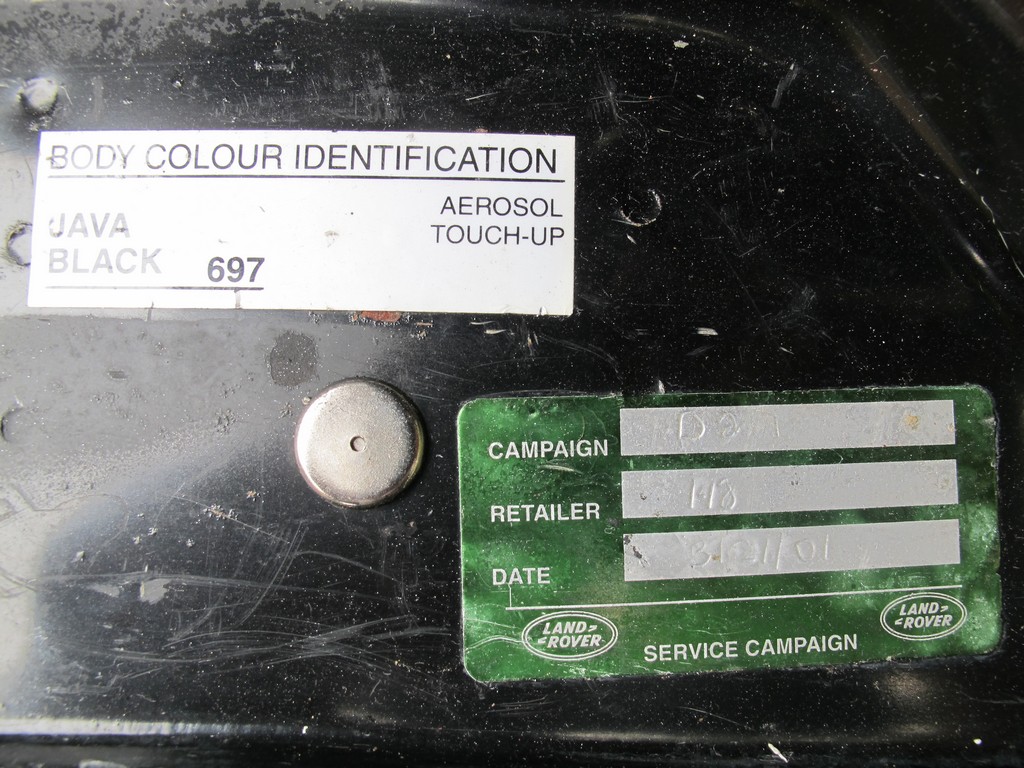 BODY COLOUR IDENTIFICATION
JAVA
BLACK 697
AEROSOL
TOUCH-UP
CAMPAIGN
RETAILER
DATE
LAND-
-ROVER
SERVICE CAMPAIGN
LAND-
-ROVER